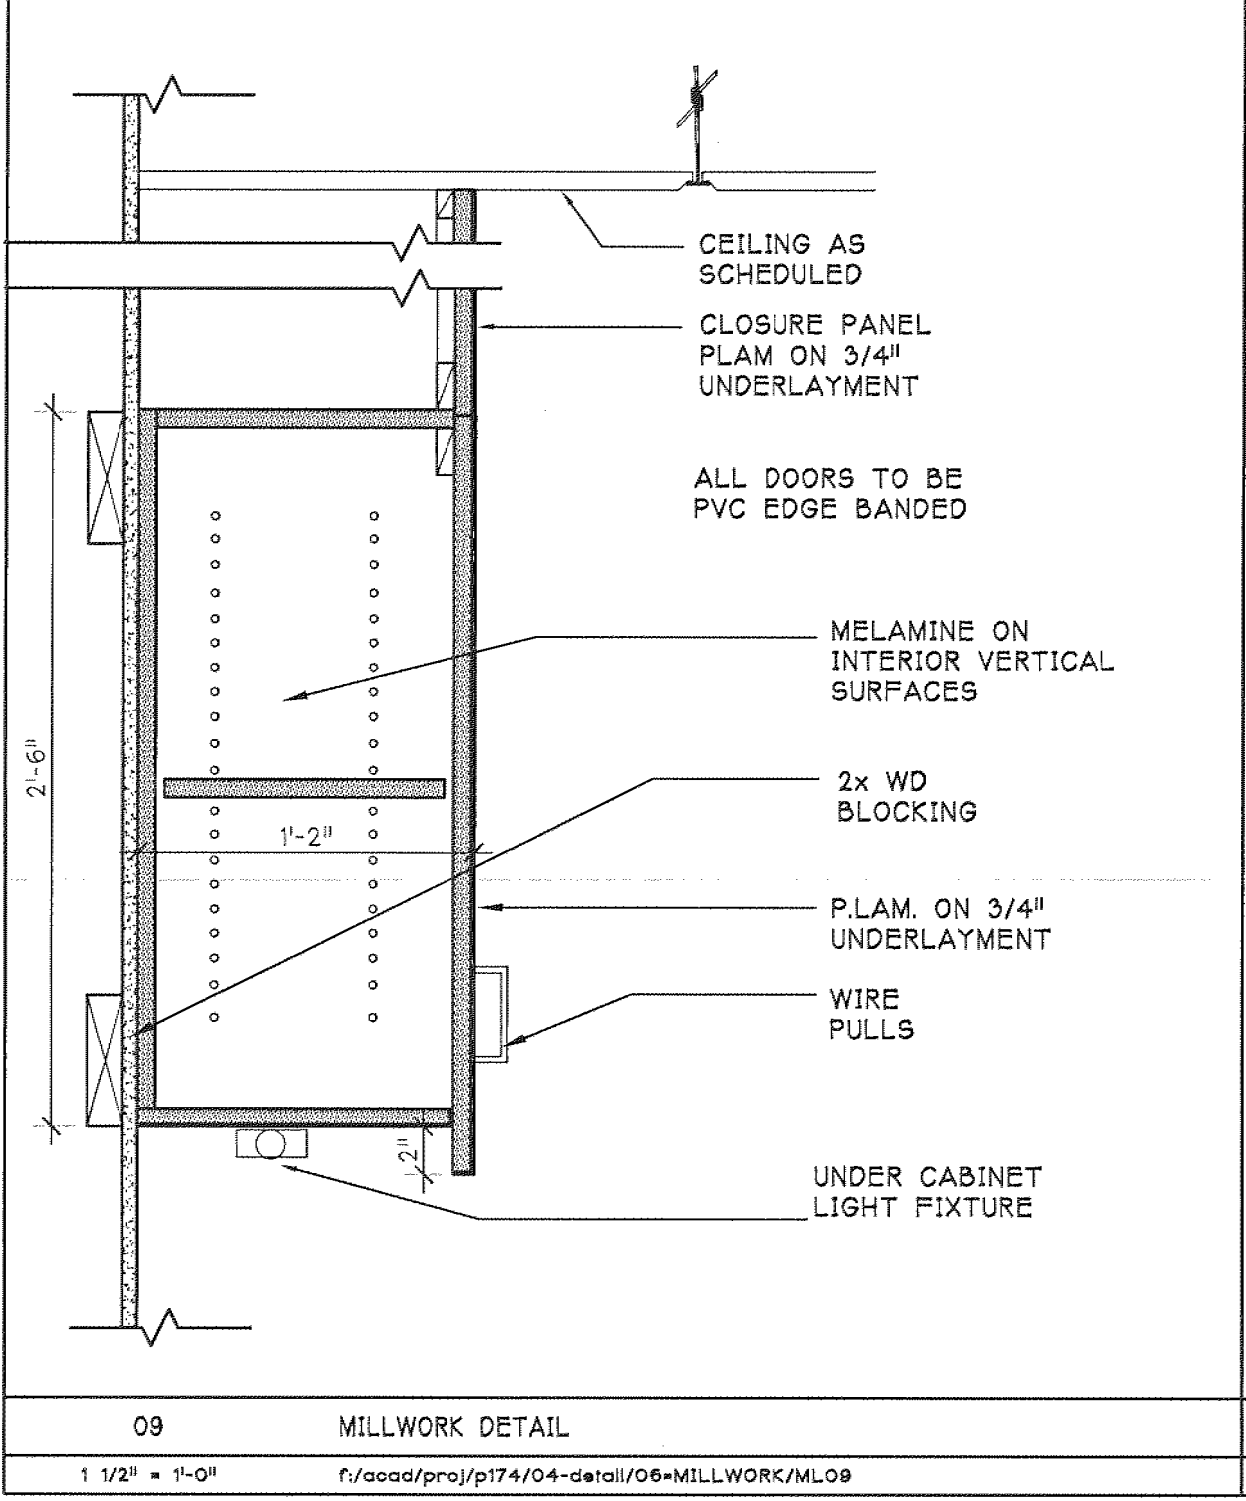 CEILING AS
SCHEDULED
CLOSURE PANEL
PLAM ON 3/4"
UNDERLAYMENT
ALL DOORS TO BE
PVC EDGE BANDED
MELAMINE ON
INTERIOR VERTICAL
SURFACES
2'-6"
2x WD
BLOCKING
1'-2"
P.LAM. ON 3/4"
UNDERLAYMENT
WIRE
PULLS
2"
UNDER CABINET
LIGHT FIXTURE
09 MILLWORK DETAIL
1 1/2" = 1'-0" f:/acad/proj/p174/04-detail/06=MILLWORK/ML09